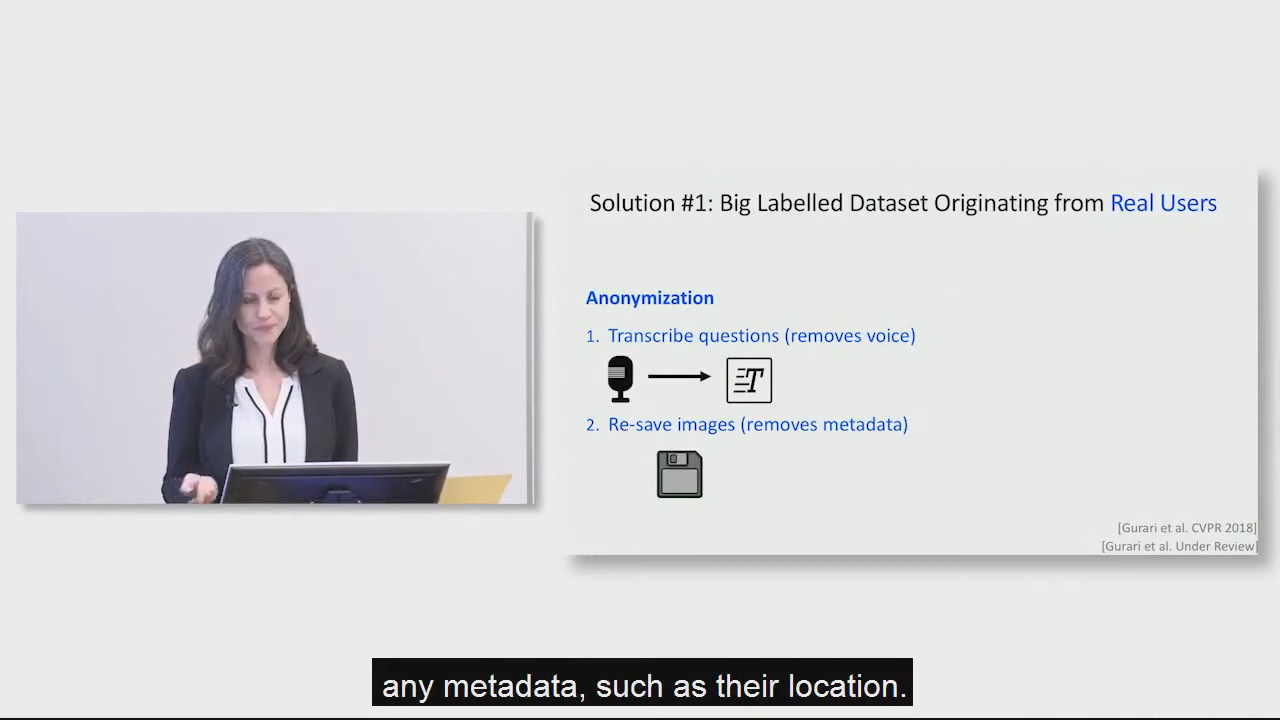 Solution #1: Big Labelled Dataset Originating from Real Users
Anonymization
1. Transcribe questions (removes voice)
T
2. Re-save images (removes metadata)
[Gurari et al. CVPR 2018]
[Gurari et al. Under Review]
any metadata, such as their location.